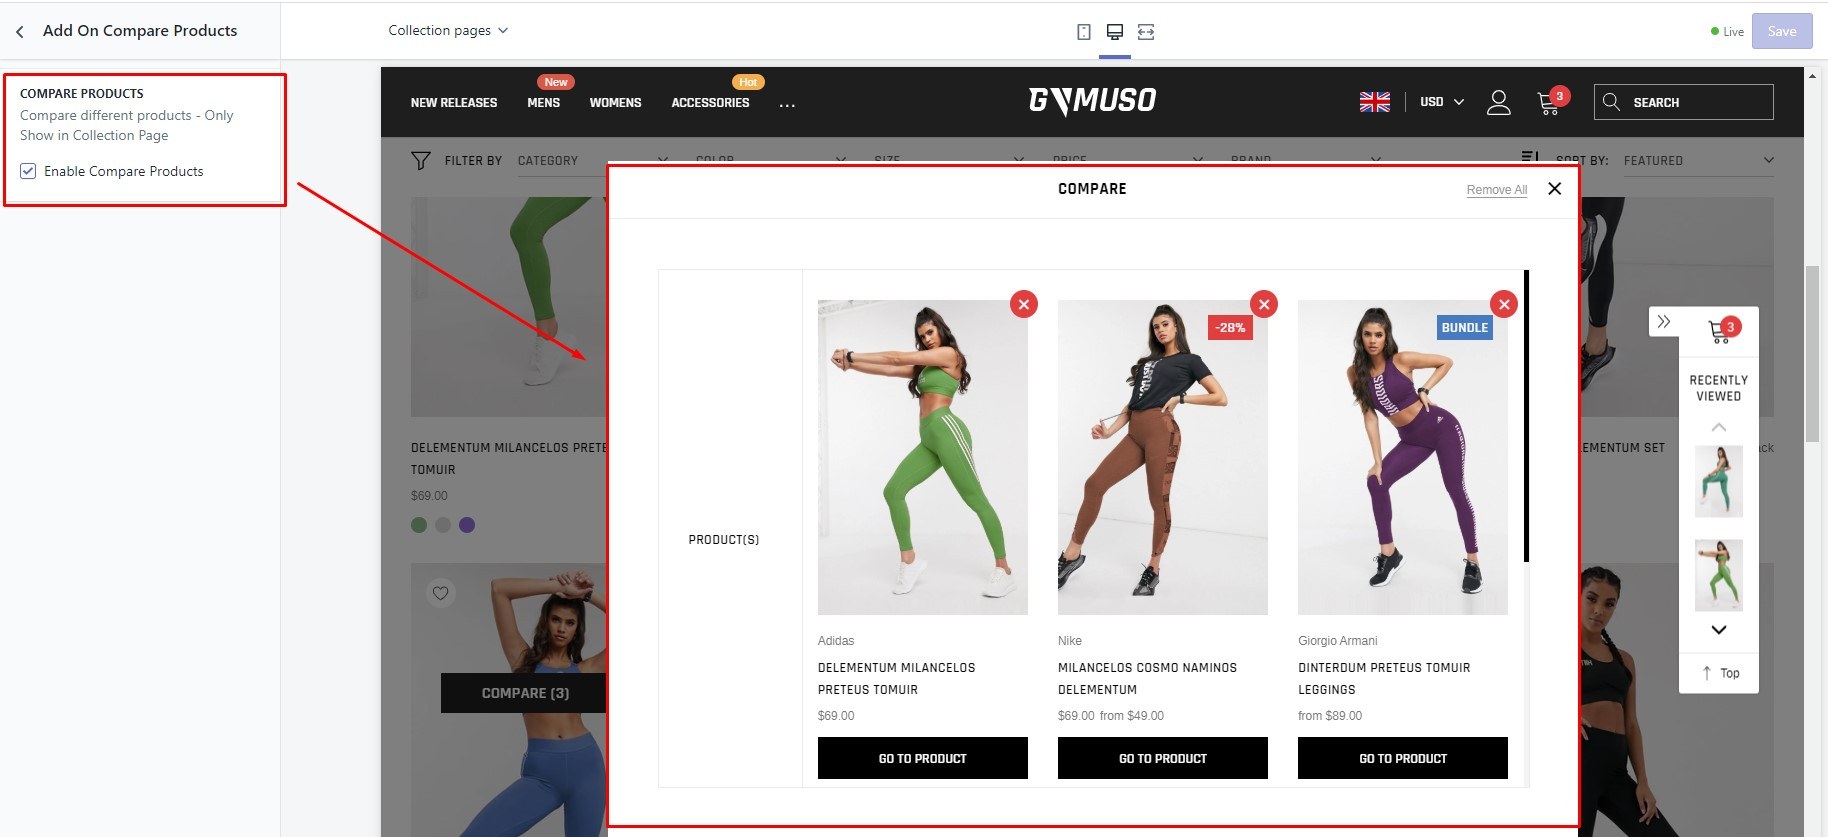 Add On Compare Products
Collection pages
Live
Save
COMPARE PRODUCTS
Compare different products - Only
Show in Collection Page
Enable Compare Products
New
Hot
NEW RELEASES
MENS
WOMENS
ACCESSORIES
...
GYMUSO
USD
3
SEARCH
FILTER BY
CATEGORY
COLOR
SIZE
PRICE
BRAND
SORT BY:
FEATURED
COMPARE
Remove All
-28%
BUNDLE
PRODUCT(S)
Adidas
DELEMENTUM MILANCELOS
PRETEUS TOMUIR
$69.00
GO TO PRODUCT
Nike
MILANCELOS COSMO NAMINOS
DELEMENTUM
$69.00 from $49.00
GO TO PRODUCT
Giorgio Armani
DINTERDUM PRETEUS TOMUIR
LEGGINGS
from $89.00
GO TO PRODUCT
DELEMENTUM MILANCELOS PRETE
TOMUIR
$69.00
COMPARE (3)
EMENTUM SET
ck
3
RECENTLY
VIEWED
Top